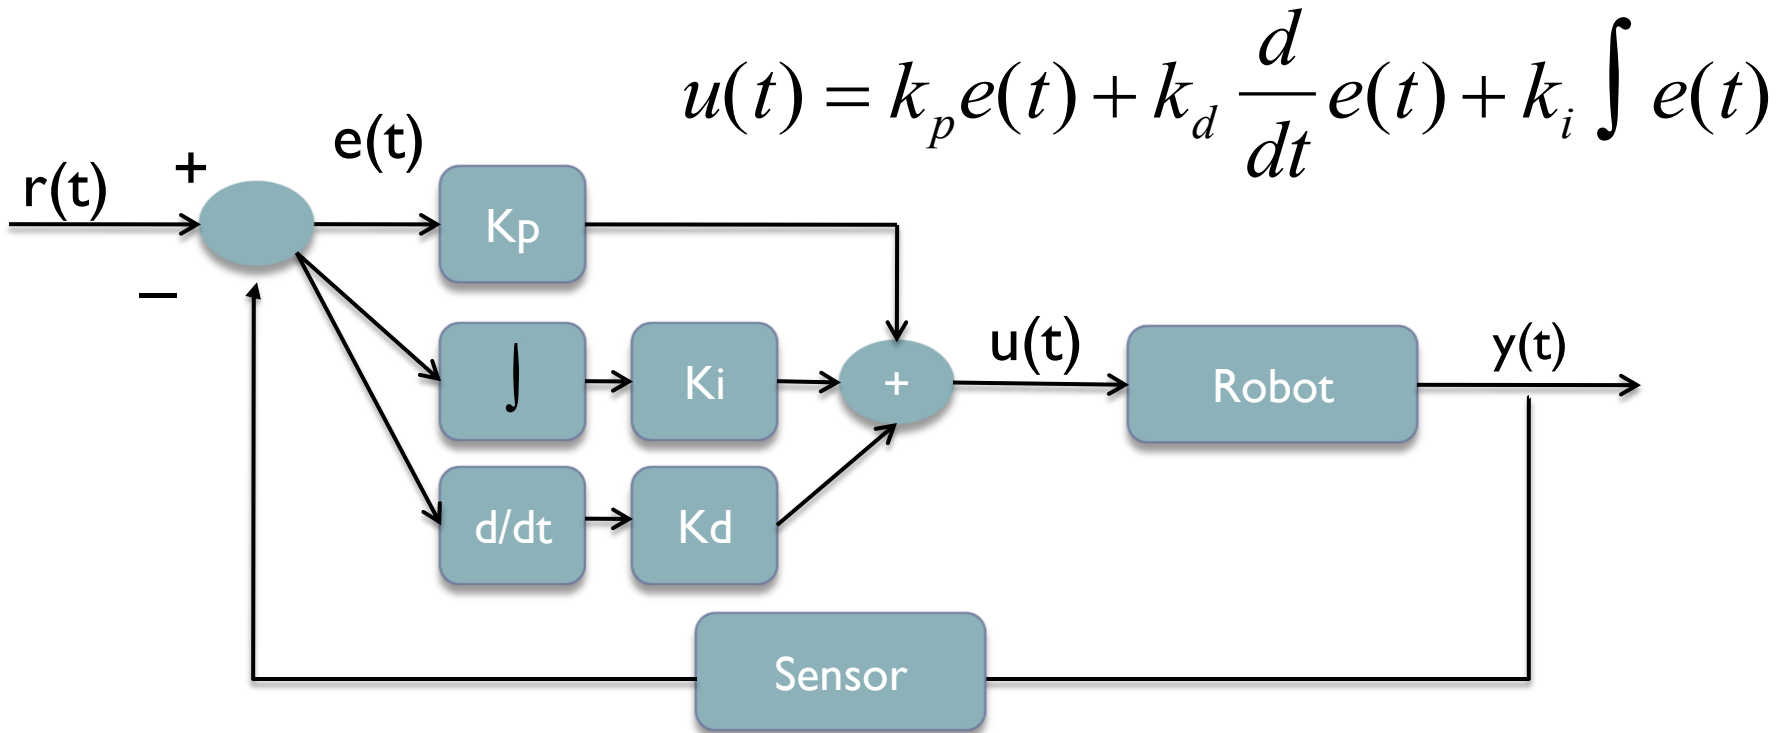 u(t) = k_p e(t) + k_d d/dt e(t) + k_i ∫ e(t)
e(t)
+
r(t)
Kp
–
u(t)
y(t)
∫
Ki
+
Robot
d/dt
Kd
Sensor